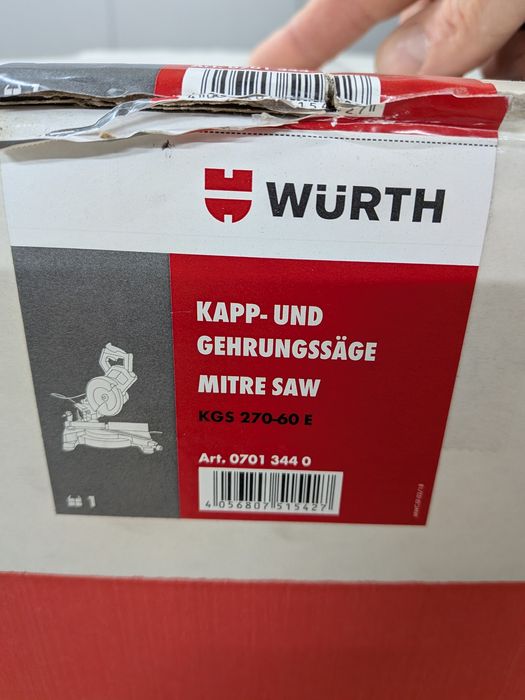 WÜRTH
KAPP- UND
GEHRUNGSSÄGE
MITRE SAW
KGS 270-60 E
Art. 0701 344 0
4 056807 515427
1